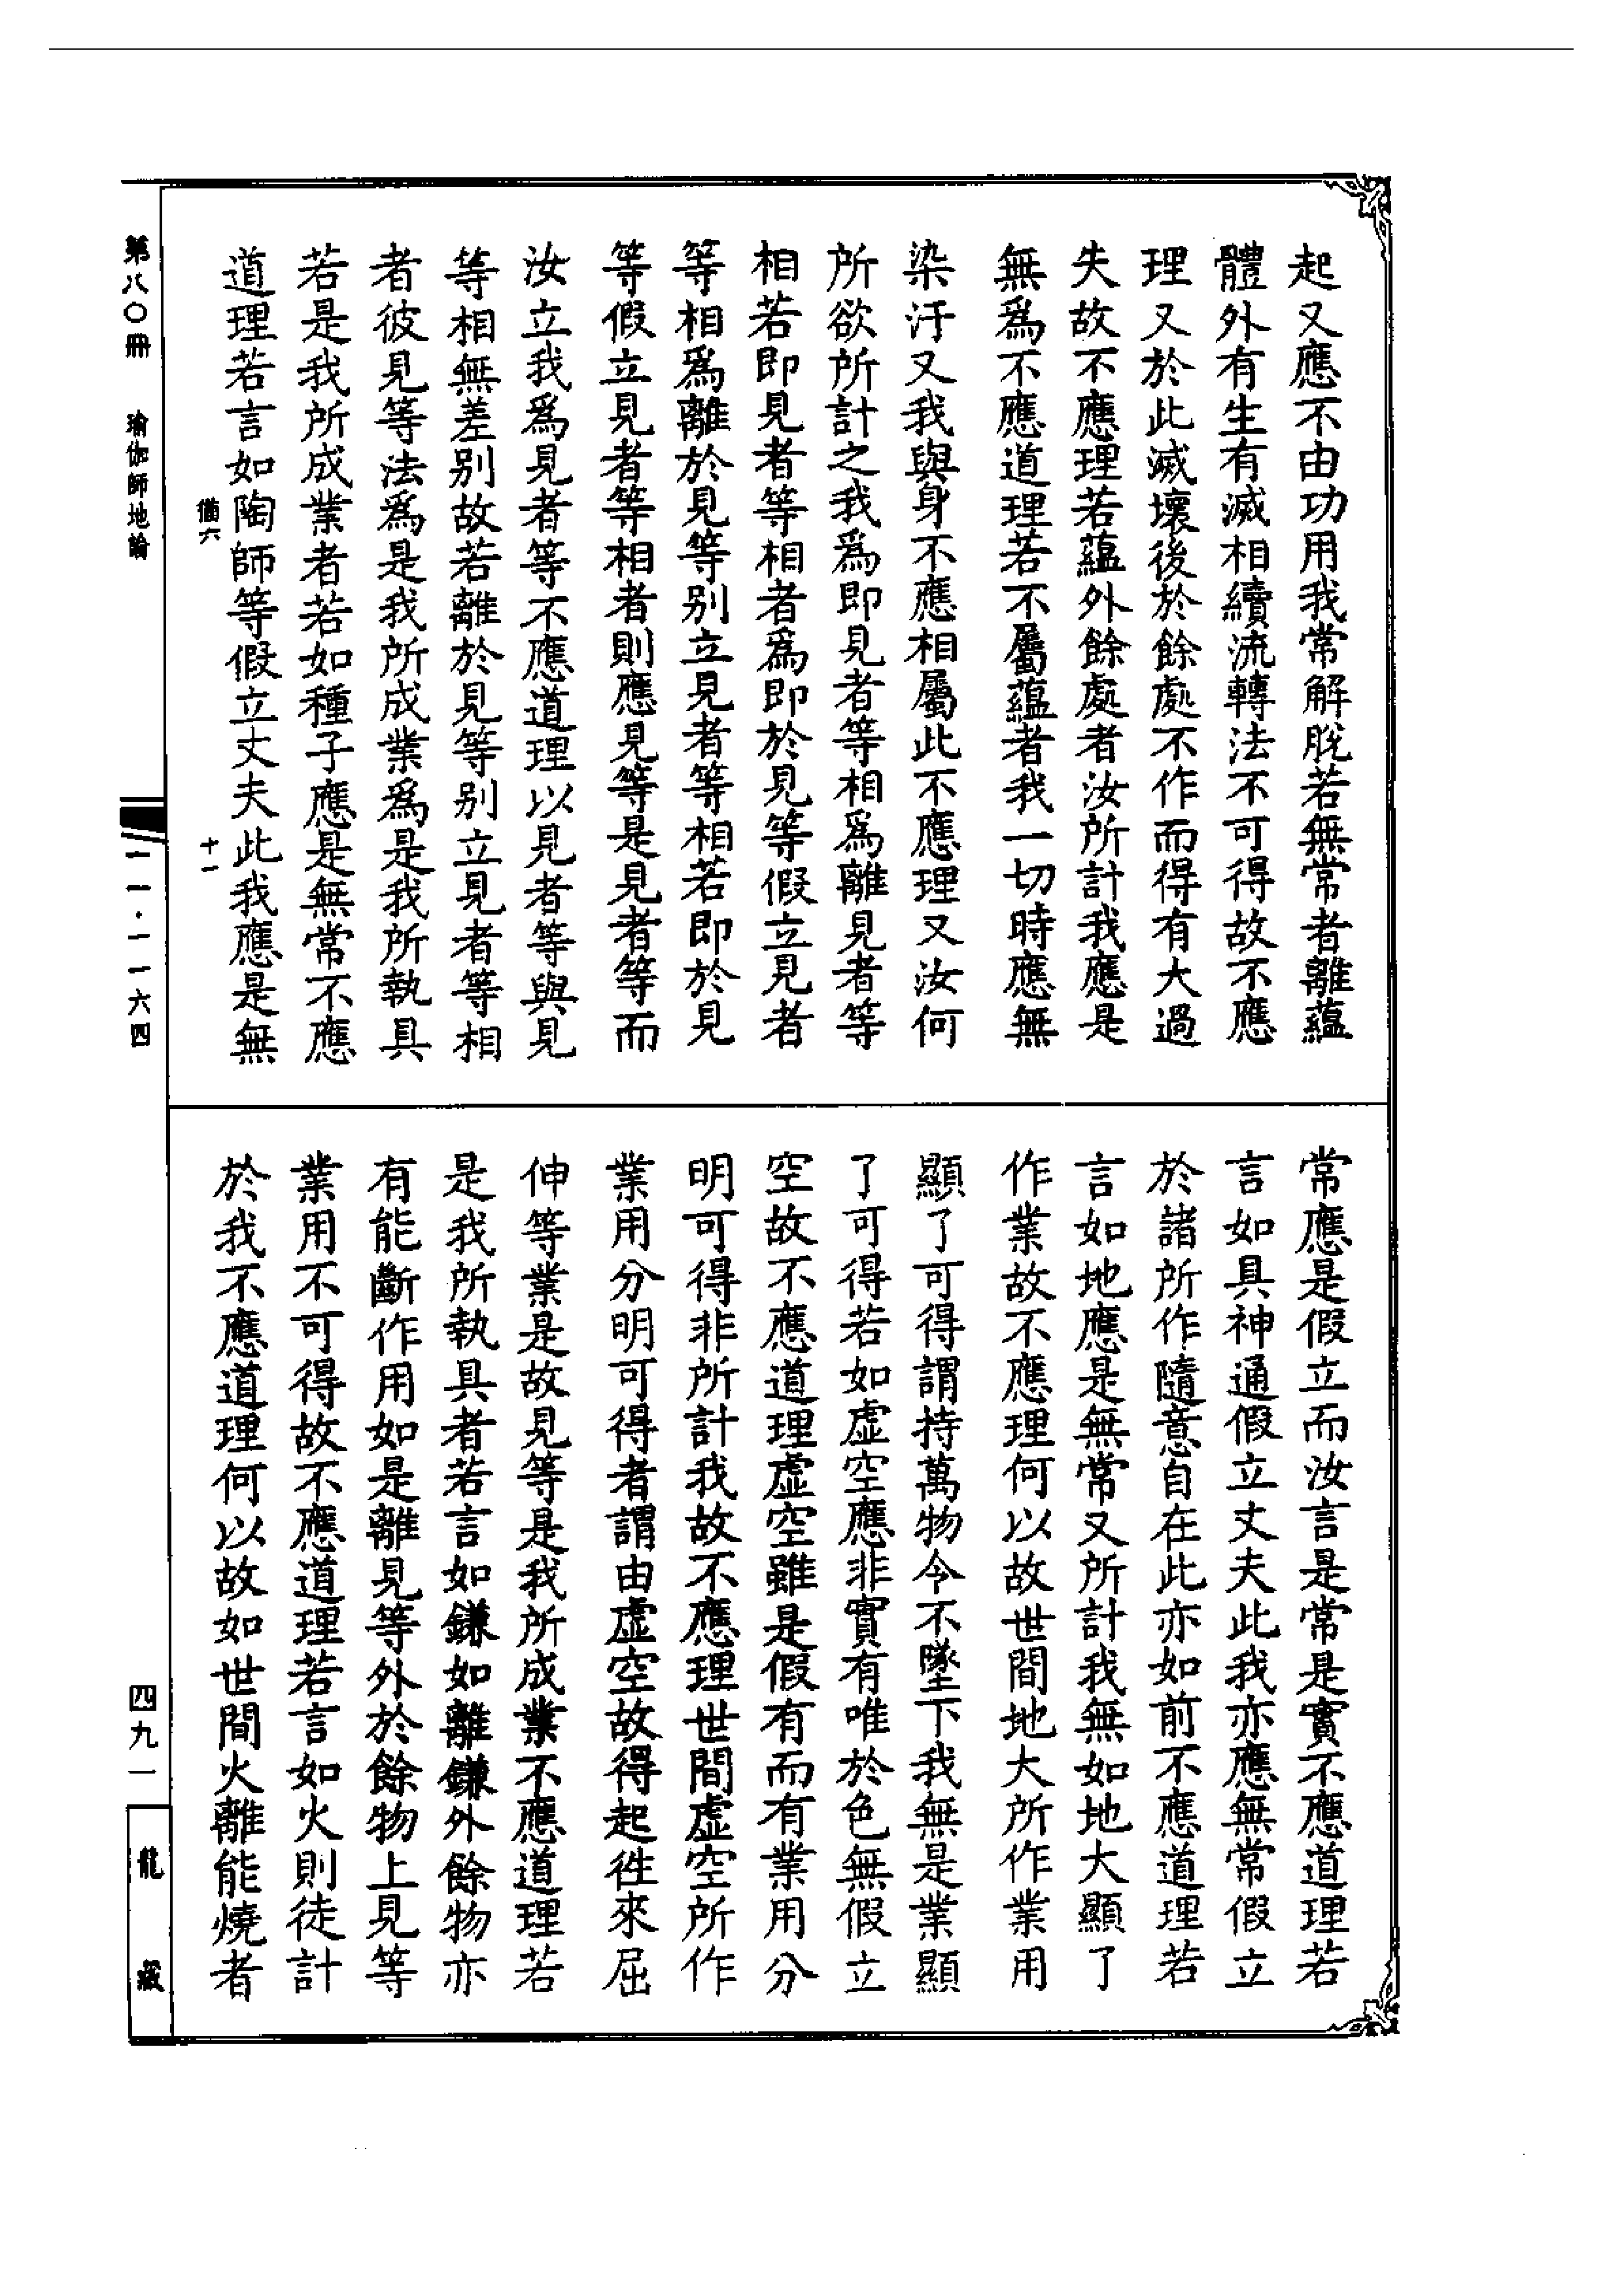 起又應不由功用我常解脫若無常者離蘊
體外有生有滅相續流轉法不可得故不應
理又於此滅壞後於餘處不作而得有大過
失故不應理若蘊外餘處者汝所計我應是
無爲不應道理若不屬蘊者我一切時應無
染汙又我與身不應相屬此不應理又汝何
所欲所計之我爲即見者等相爲離見者等
相若即見者等相者爲即於見等假立見者
等相爲離於見等別立見者等相若即於見
等假立見者等相者則應見等是見者等而
汝立我爲見者等不應道理以見者等與見
等相無差別故若離於見等別立見者等相
者彼見等法爲是我所成業爲是我所執具
若是我所成業者若如種子應是無常不應
道理若言如陶師等假立丈夫此我應是無
常應是假立而汝言是常是實不應道理若
言如具神通假立丈夫此我亦應無常假立
於諸所作隨意自在此亦如前不應道理若
言如地應是無常又所計我無如地大顯了
作業故不應理何以故世間地大所作業用
顯了可得謂持萬物今不墜下我無是業顯
了可得若如虛空應非實有唯於色無假立
空故不應道理虛空雖是假有而有業用分
明可得非所計我故不應理世間虛空所作
業用分明可得者謂由虛空故得起徃來屈
伸等業是故見等是我所成業不應道理若
是我所執具者若言如鎌如離鎌外餘物亦
有能斷作用如是離見等外於餘物上見等
業用不可得故不應道理若言如火則徒計
於我不應道理何以故如世間火離能燒者
第八〇冊 瑜伽師地論
猶六 十一
一一·一一六四
四九一
龍藏